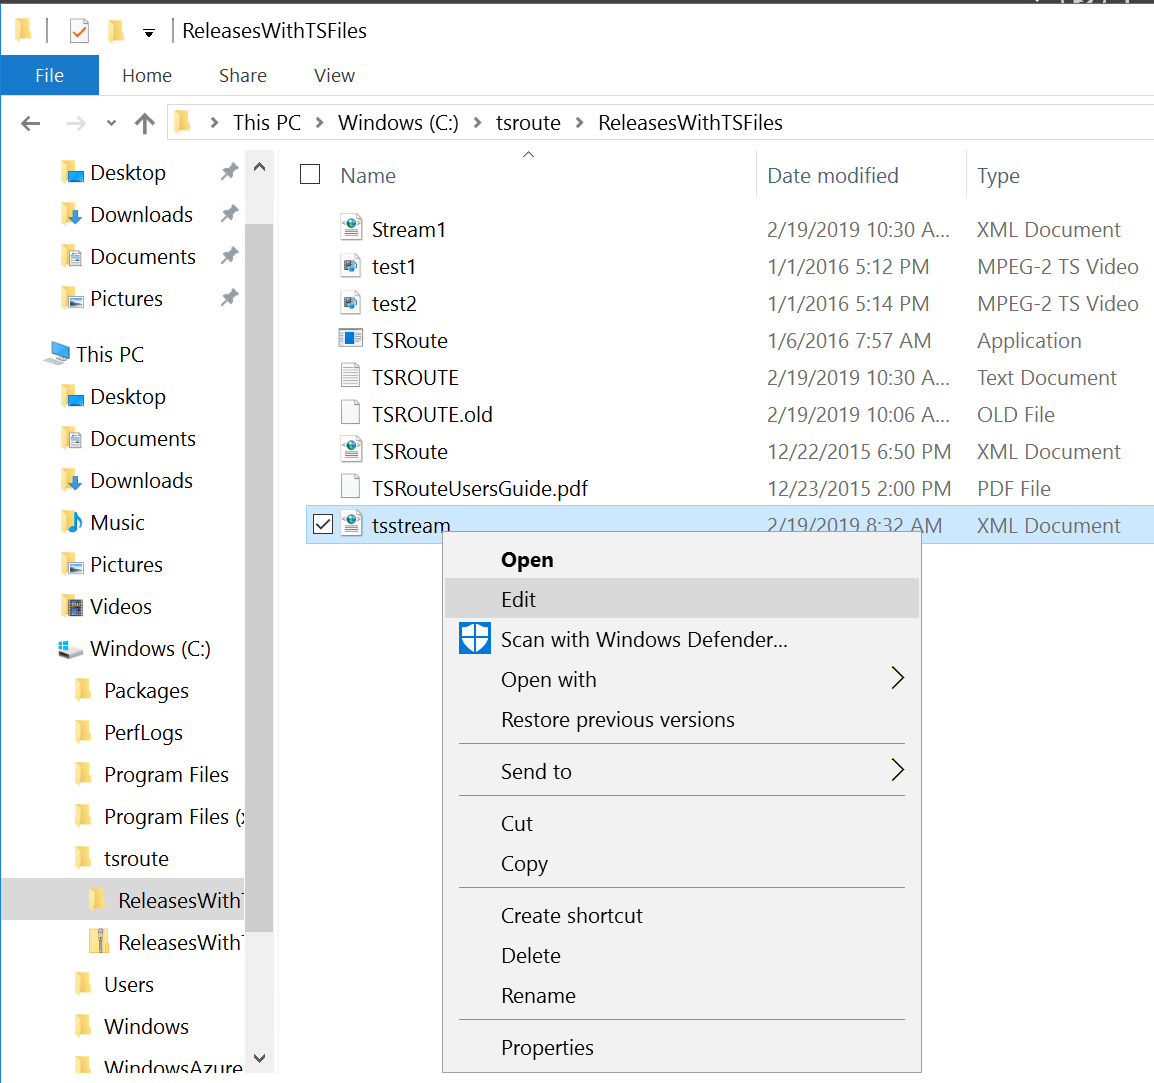 ReleasesWithTSFiles
File Home Share View
This PC Windows (C:) tsroute ReleasesWithTSFiles
Desktop
Downloads
Documents
Pictures
This PC
Desktop
Documents
Downloads
Music
Pictures
Videos
Windows (C:)
Packages
PerfLogs
Program Files
Program Files (x
tsroute
ReleasesWithT
ReleasesWithT
Users
Windows
WindowsAzure
Name Date modified Type
Stream1 2/19/2019 10:30 A... XML Document
test1 1/1/2016 5:12 PM MPEG-2 TS Video
test2 1/1/2016 5:14 PM MPEG-2 TS Video
TSRoute 1/6/2016 7:57 AM Application
TSROUTE 2/19/2019 10:30 A... Text Document
TSROUTE.old 2/19/2019 10:06 A... OLD File
TSRoute 12/22/2015 6:50 PM XML Document
TSRouteUsersGuide.pdf 12/23/2015 2:00 PM PDF File
tsstream 2/19/2019 8:32 AM XML Document
Open
Edit
Scan with Windows Defender...
Open with
Restore previous versions
Send to
Cut
Copy
Create shortcut
Delete
Rename
Properties